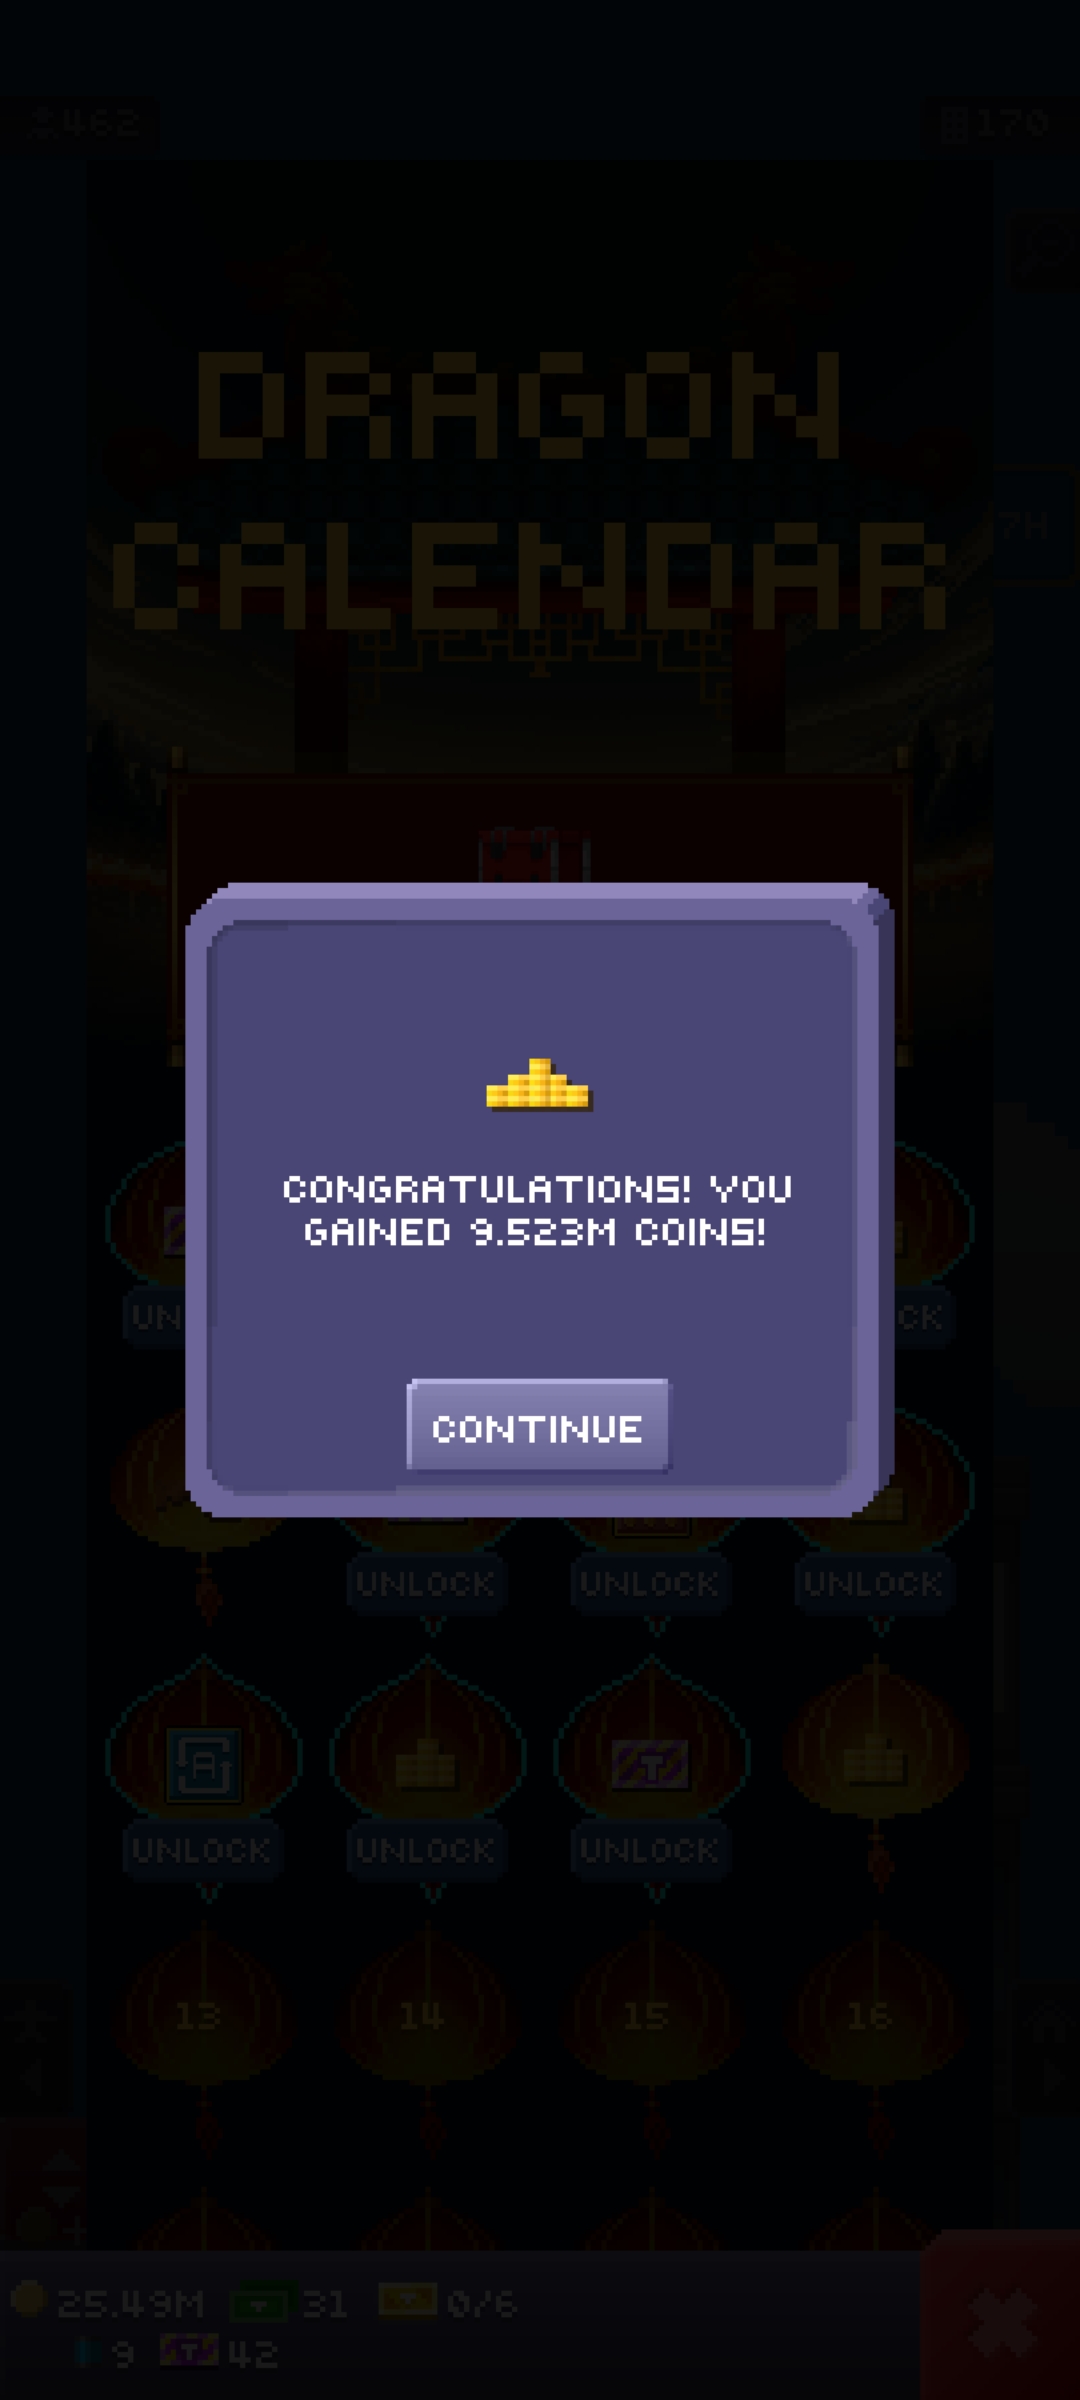 462
170
DRAGON
CALENDAR
7H
CONGRATULATIONS! YOU
GAINED 9.523M COINS!
UN
CK
CONTINUE
UNLOCK UNLOCK UNLOCK
A
T
UNLOCK UNLOCK UNLOCK
13 14 15 16
25.49M 31 0/6
9 T 42